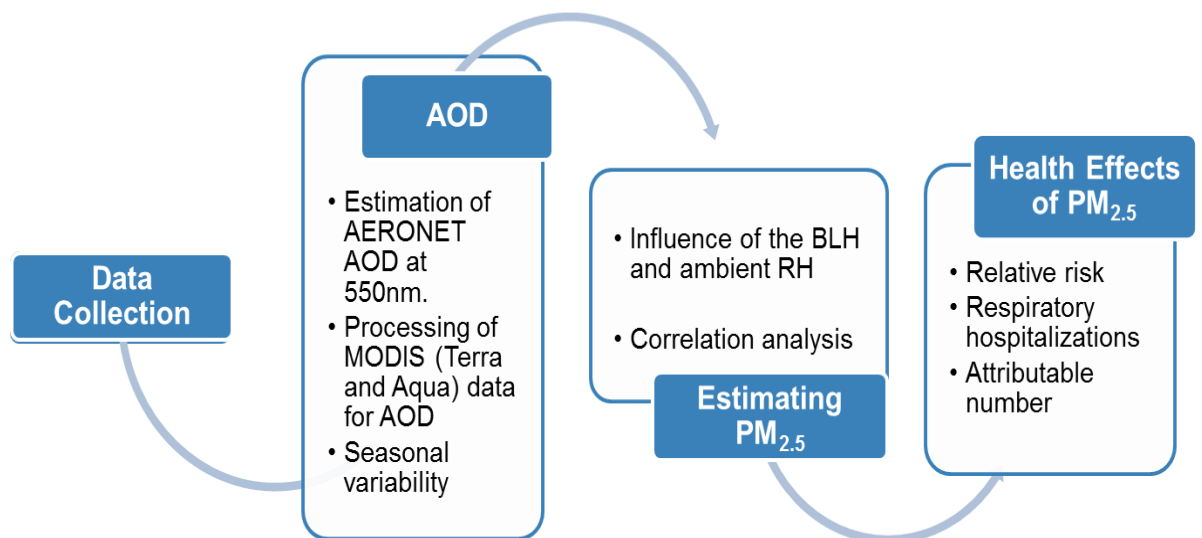 Data
Collection
AOD
• Estimation of
AERONET
AOD at
550nm.
• Processing of
MODIS (Terra
and Aqua) data
for AOD
• Seasonal
variability
• Influence of the BLH
and ambient RH
• Correlation analysis
Estimating
PM₂.₅
Health Effects
of PM₂.₅
• Relative risk
• Respiratory
hospitalizations
• Attributable
number